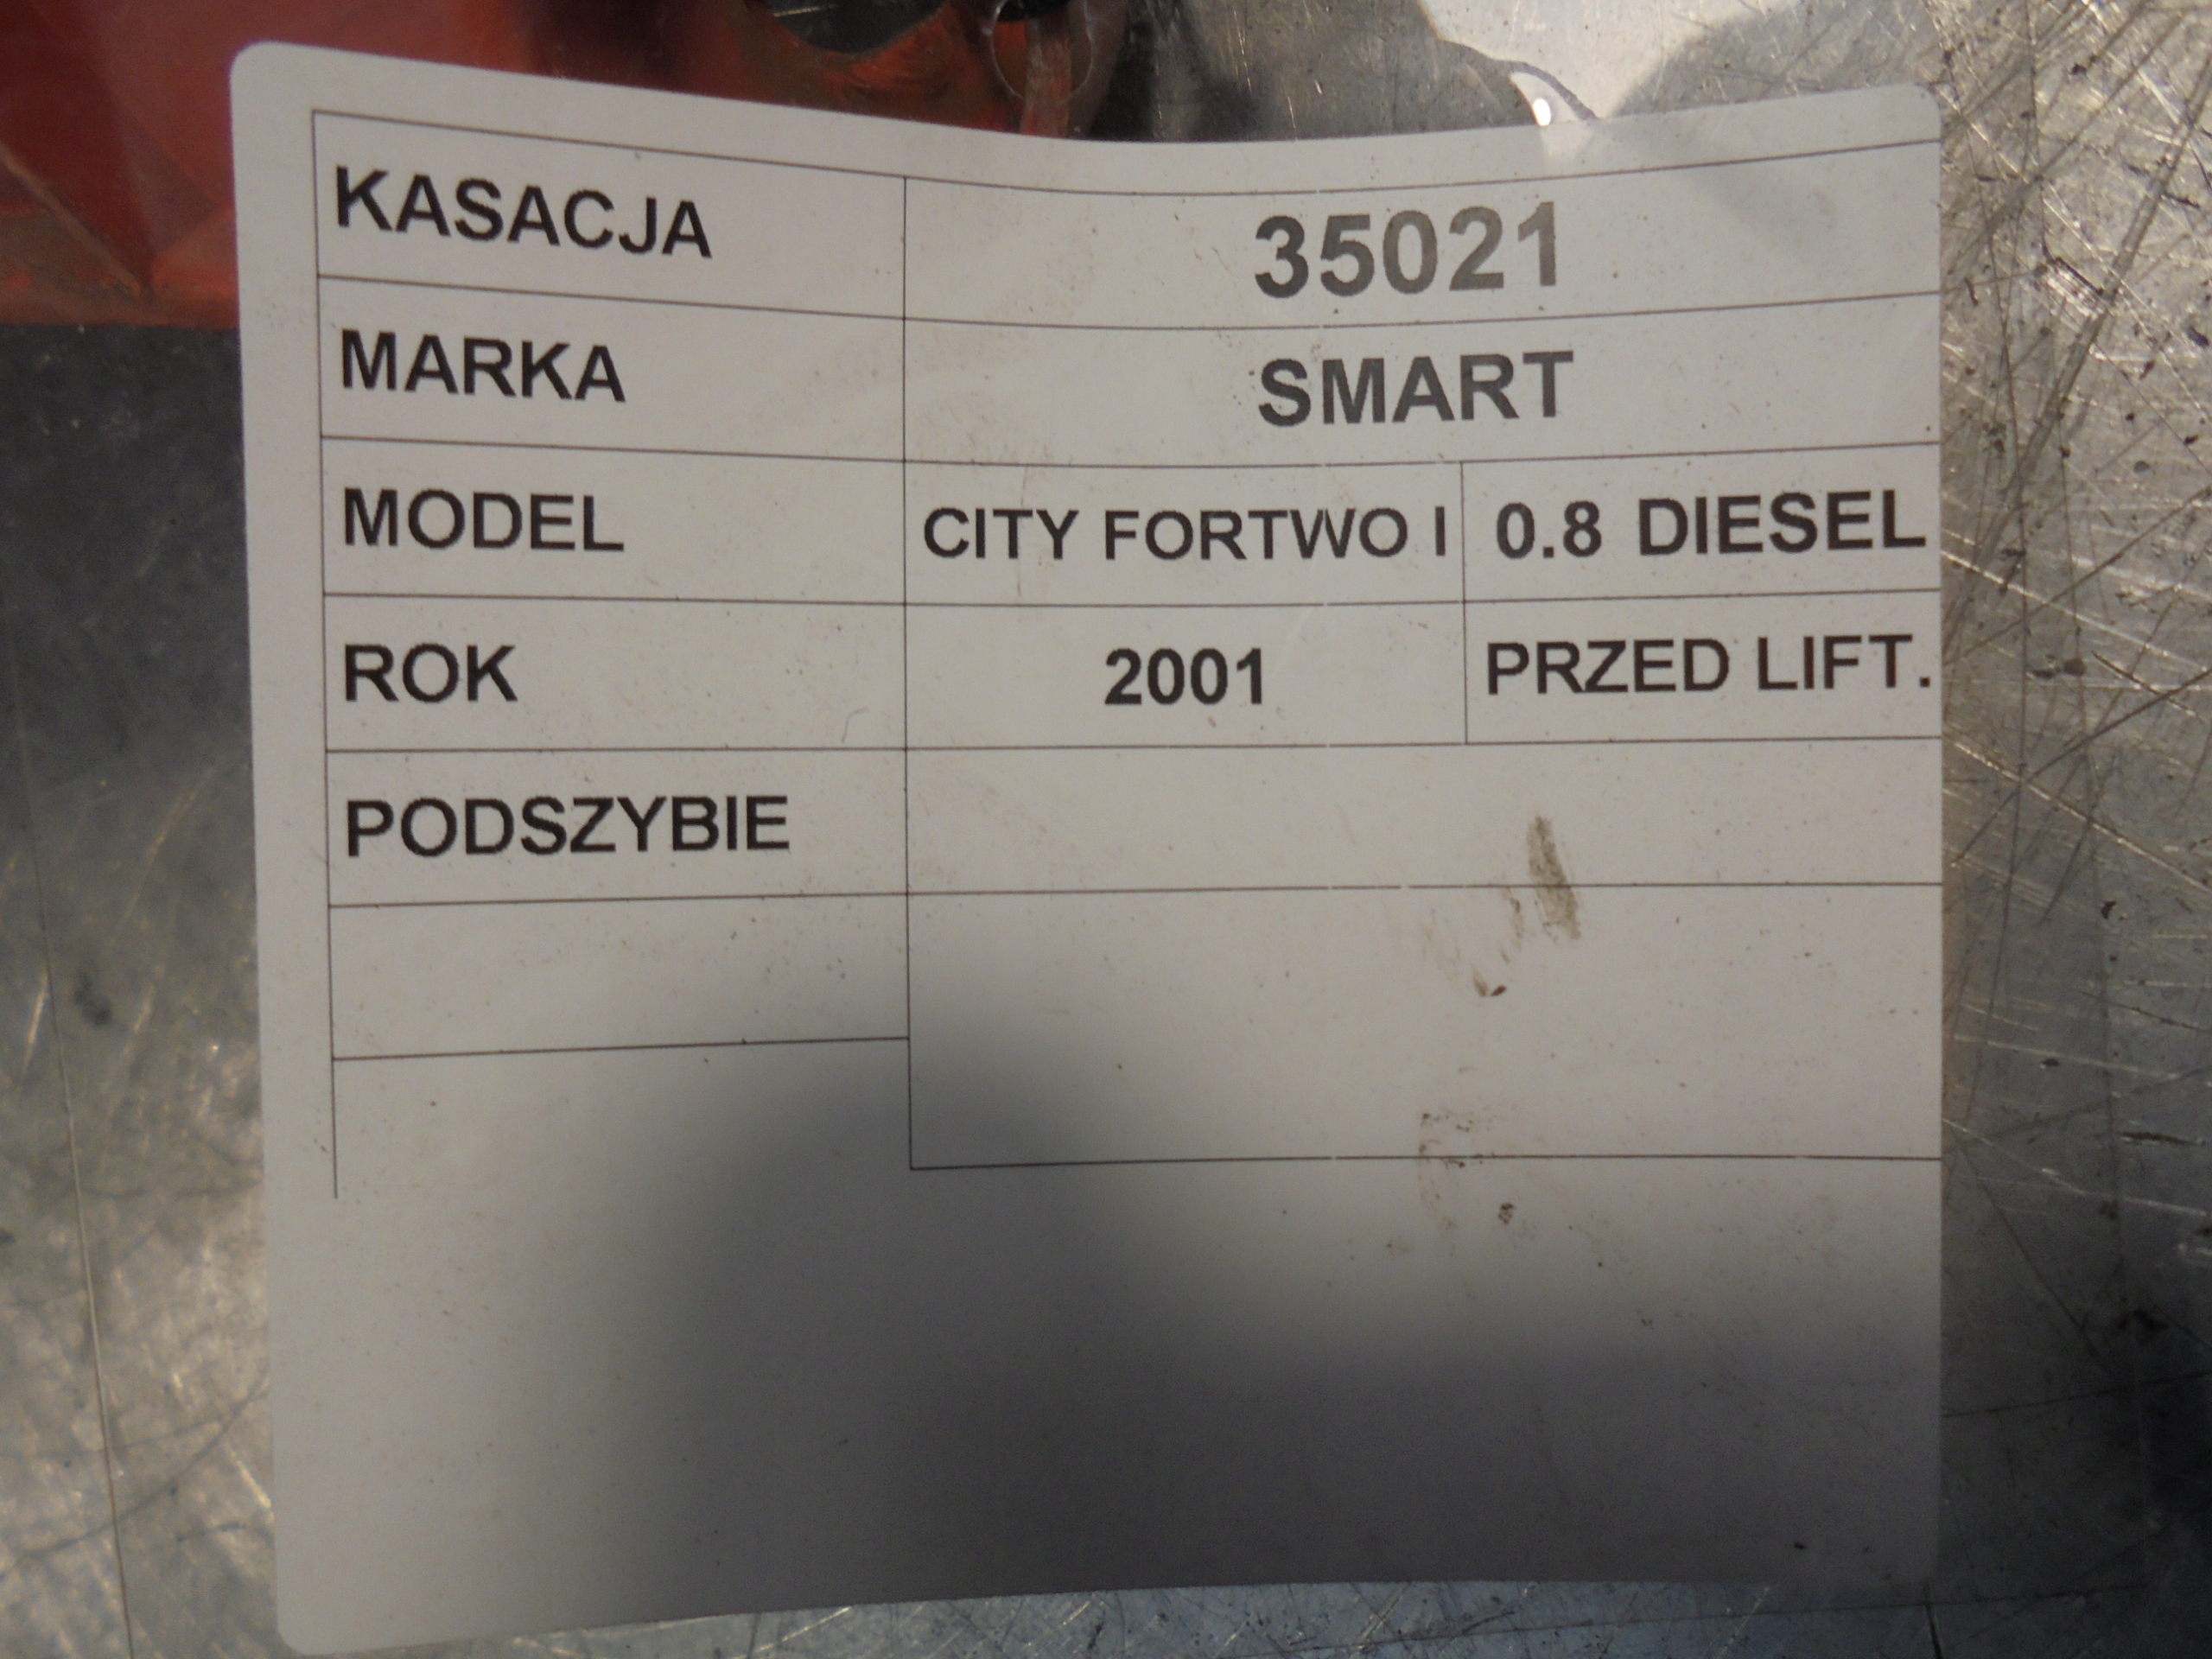 KASACJA 35021
MARKA SMART
MODEL CITY FORTWO I 0.8 DIESEL
ROK 2001 PRZED LIFT.
PODSZYBIE